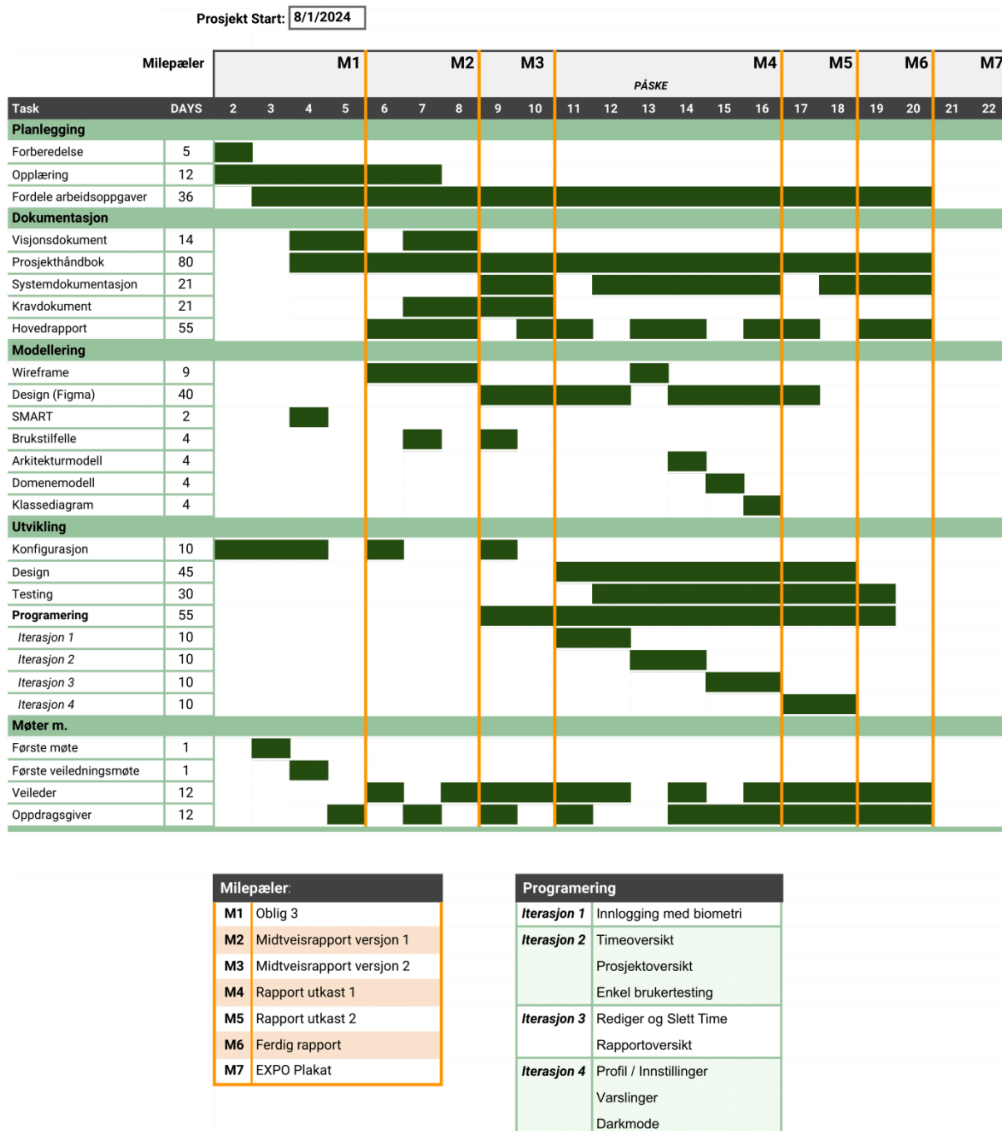 Prosjekt Start: 8/1/2024
Milepæler M1 M2 M3 M4 M5 M6 M7
PÅSKE
Task DAYS 2 3 4 5 6 7 8 9 10 11 12 13 14 15 16 17 18 19 20 21 22
Planlegging
Forberedelse 5
Opplæring 12
Fordele arbeidsoppgaver 36
Dokumentasjon
Visjonsdokument 14
Prosjekthåndbok 80
Systemdokumentasjon 21
Kravdokument 21
Hovedrapport 55
Modellering
Wireframe 9
Design (Figma) 40
SMART 2
Brukstilfelle 4
Arkitekturmodell 4
Domenemodell 4
Klassediagram 4
Utvikling
Konfigurasjon 10
Design 45
Testing 30
Programering 55
Iterasjon 1 10
Iterasjon 2 10
Iterasjon 3 10
Iterasjon 4 10
Møter m.
Første møte 1
Første veiledningsmøte 1
Veileder 12
Oppdragsgiver 12
Milepæler:
M1 Oblig 3
M2 Midtveisrapport versjon 1
M3 Midtveisrapport versjon 2
M4 Rapport utkast 1
M5 Rapport utkast 2
M6 Ferdig rapport
M7 EXPO Plakat
Programering
Iterasjon 1 Innlogging med biometri
Iterasjon 2 Timeoversikt
Prosjektoversikt
Enkel brukertesting
Iterasjon 3 Rediger og Slett Time
Rapportoversikt
Iterasjon 4 Profil / Innstillinger
Varslinger
Darkmode